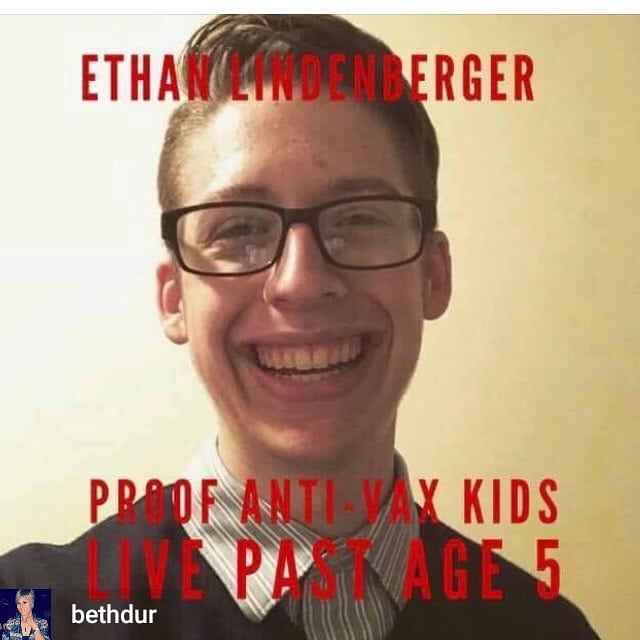 ETHAN LINDENBERGER
PROOF ANTI-VAX KIDS
LIVE PAST AGE 5
bethdur